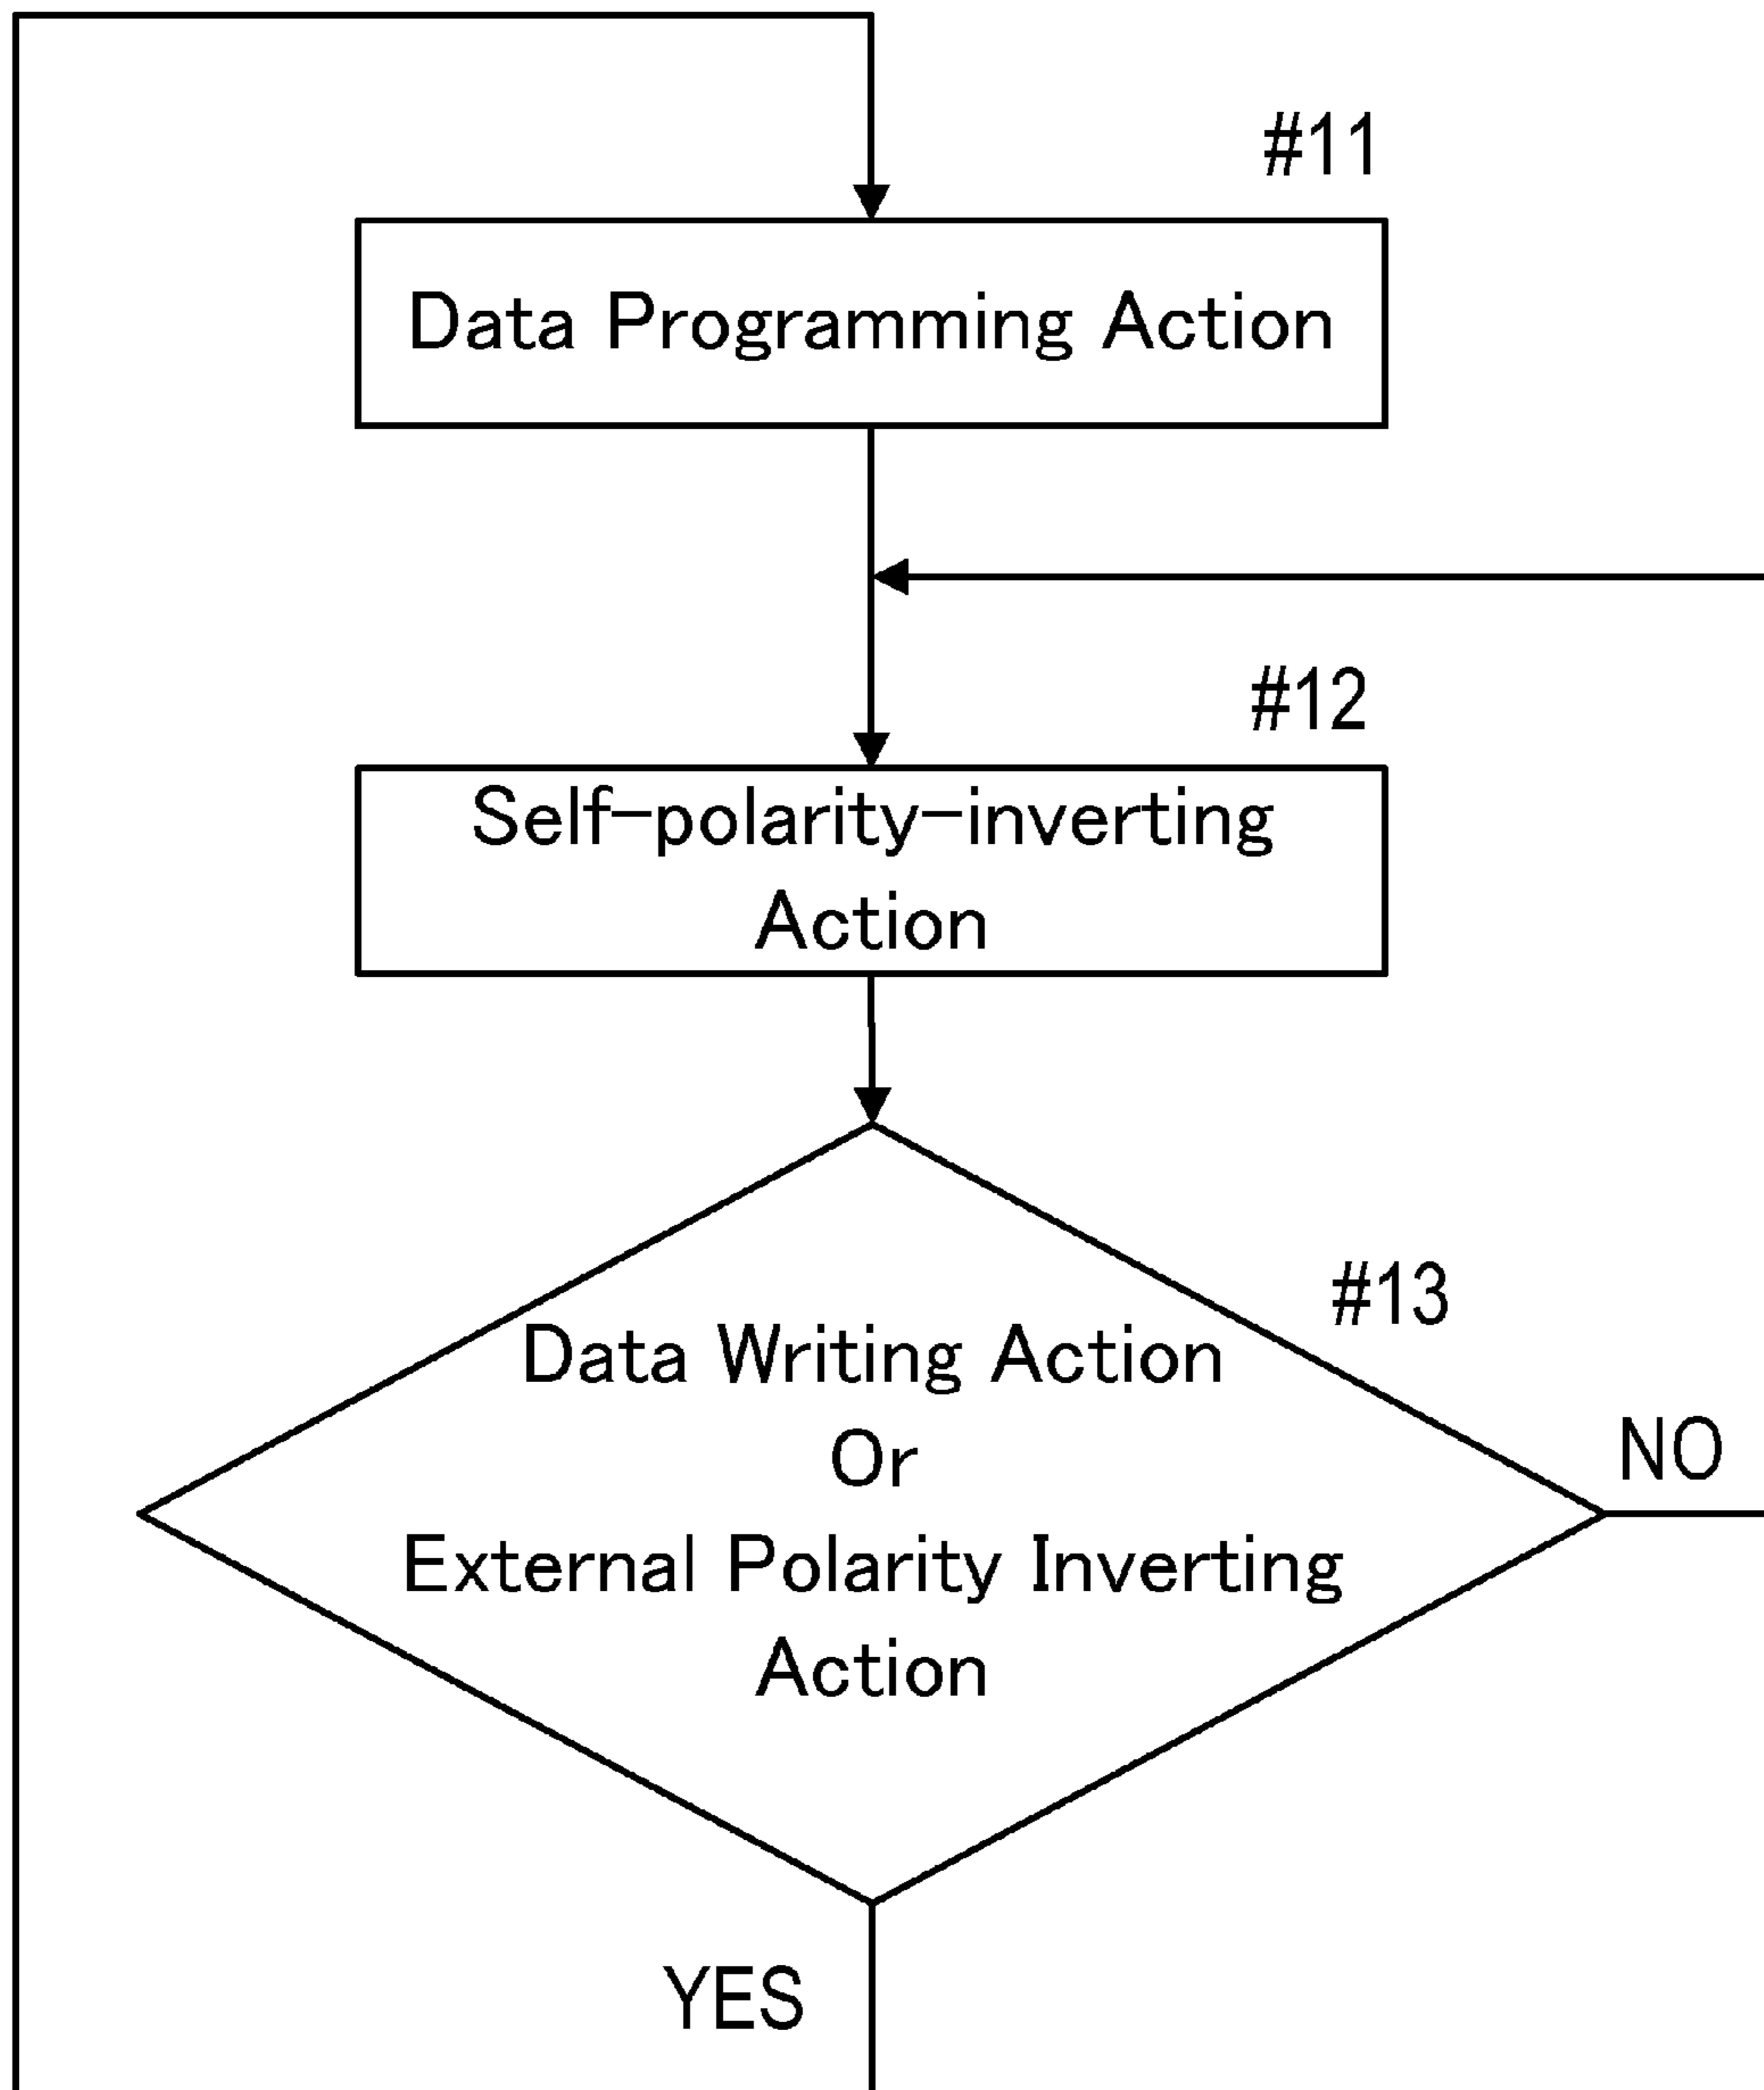 #11
Data Programming Action
#12
Self-polarity-inverting
Action
#13
Data Writing Action
Or
External Polarity Inverting
Action
NO
YES